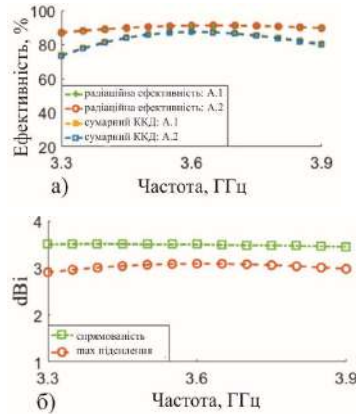 Ефективність, %
100
80
60
40
20
радіаційна ефективність: A.1
радіаційна ефективність: A.2
сумарний ККД: A.1
сумарний ККД: A.2
3.3
3.6
3.9
а)
Частота, ГГц
dBi
4
3
2
1
спрямованість
max підсилення
3.3
3.6
3.9
б)
Частота, ГГц